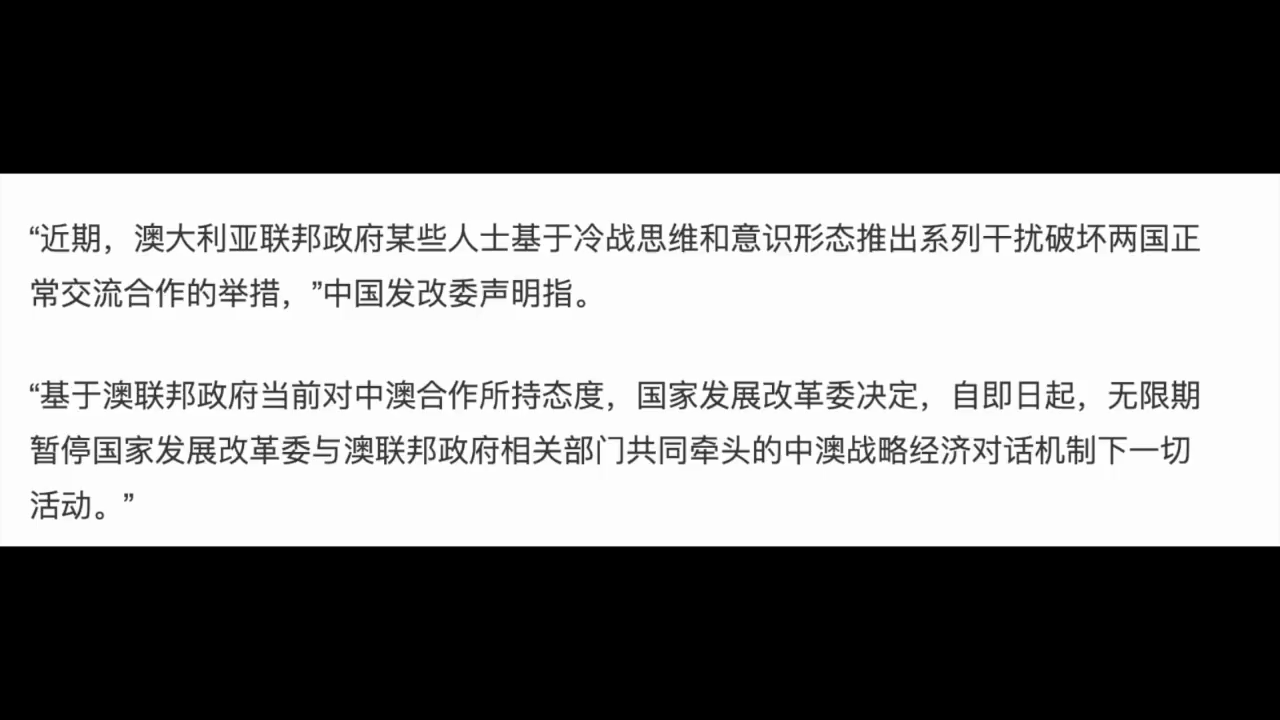 “近期，澳大利亚联邦政府某些人士基于冷战思维和意识形态推出系列干扰破坏两国正
常交流合作的举措，”中国发改委声明指。
“基于澳联邦政府当前对中澳合作所持态度，国家发展改革委决定，自即日起，无限期
暂停国家发展改革委与澳联邦政府相关部门共同牵头的中澳战略经济对话机制下一切
活动。”